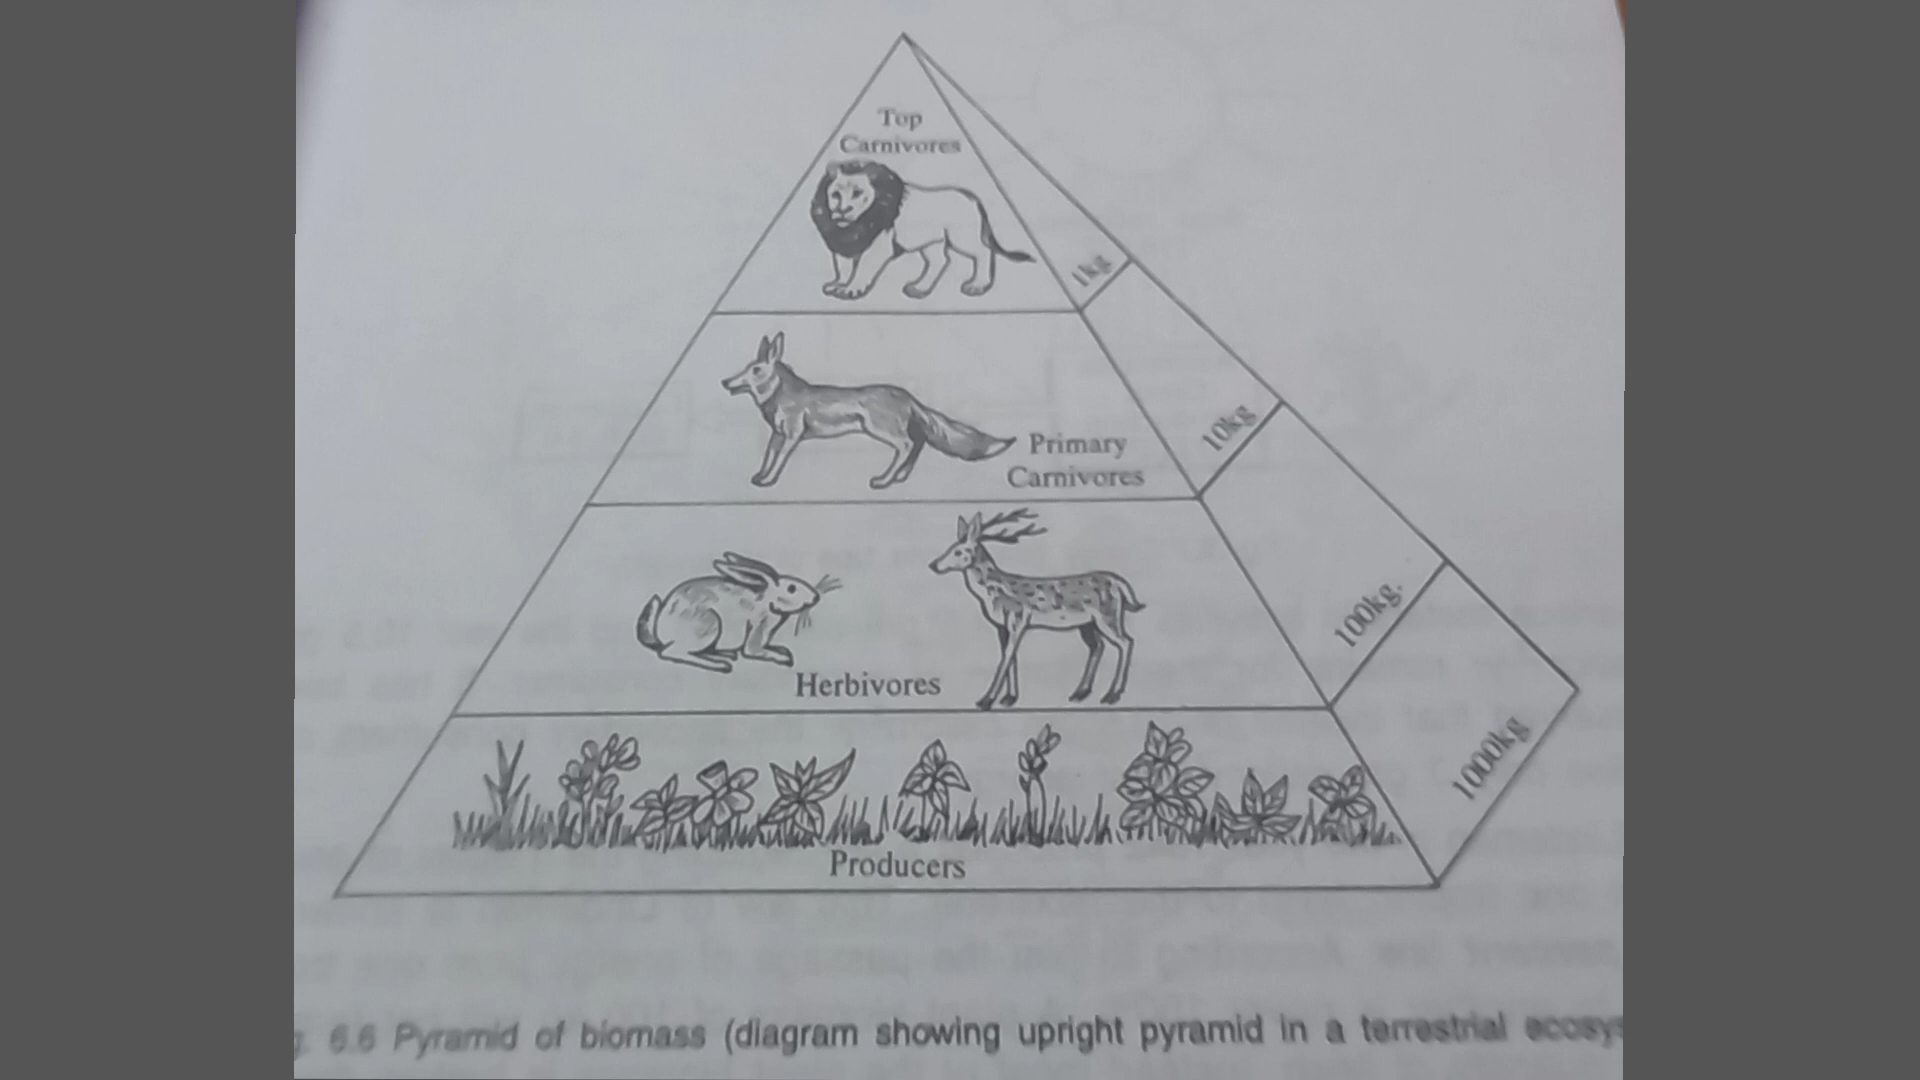 Top
Carnivores
1kg
10kg
Primary
Carnivores
100kg.
Herbivores
1000kg
Producers
6.6 Pyramid of biomass (diagram showing upright pyramid in a terrestrial ecosys